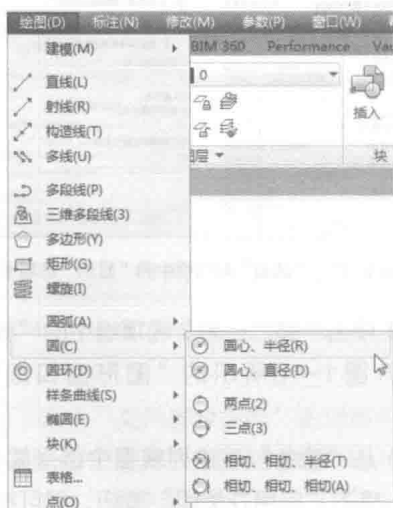 绘图(D) 标注(N) 修改(M) 参数(P) 窗口(W)
建模(M)
BIM 360 Performance
直线(L)
0
射线(R)
构造线(T)
插入
多线(U)
块
多段线(P)
三维多段线(3)
多边形(Y)
矩形(G)
螺旋(I)
圆弧(A)
圆(C)
圆心、半径(R)
圆环(D)
圆心、直径(D)
样条曲线(S)
两点(2)
椭圆(E)
三点(3)
块(K)
相切、相切、半径(T)
表格...
相切、相切、相切(A)
点(O)